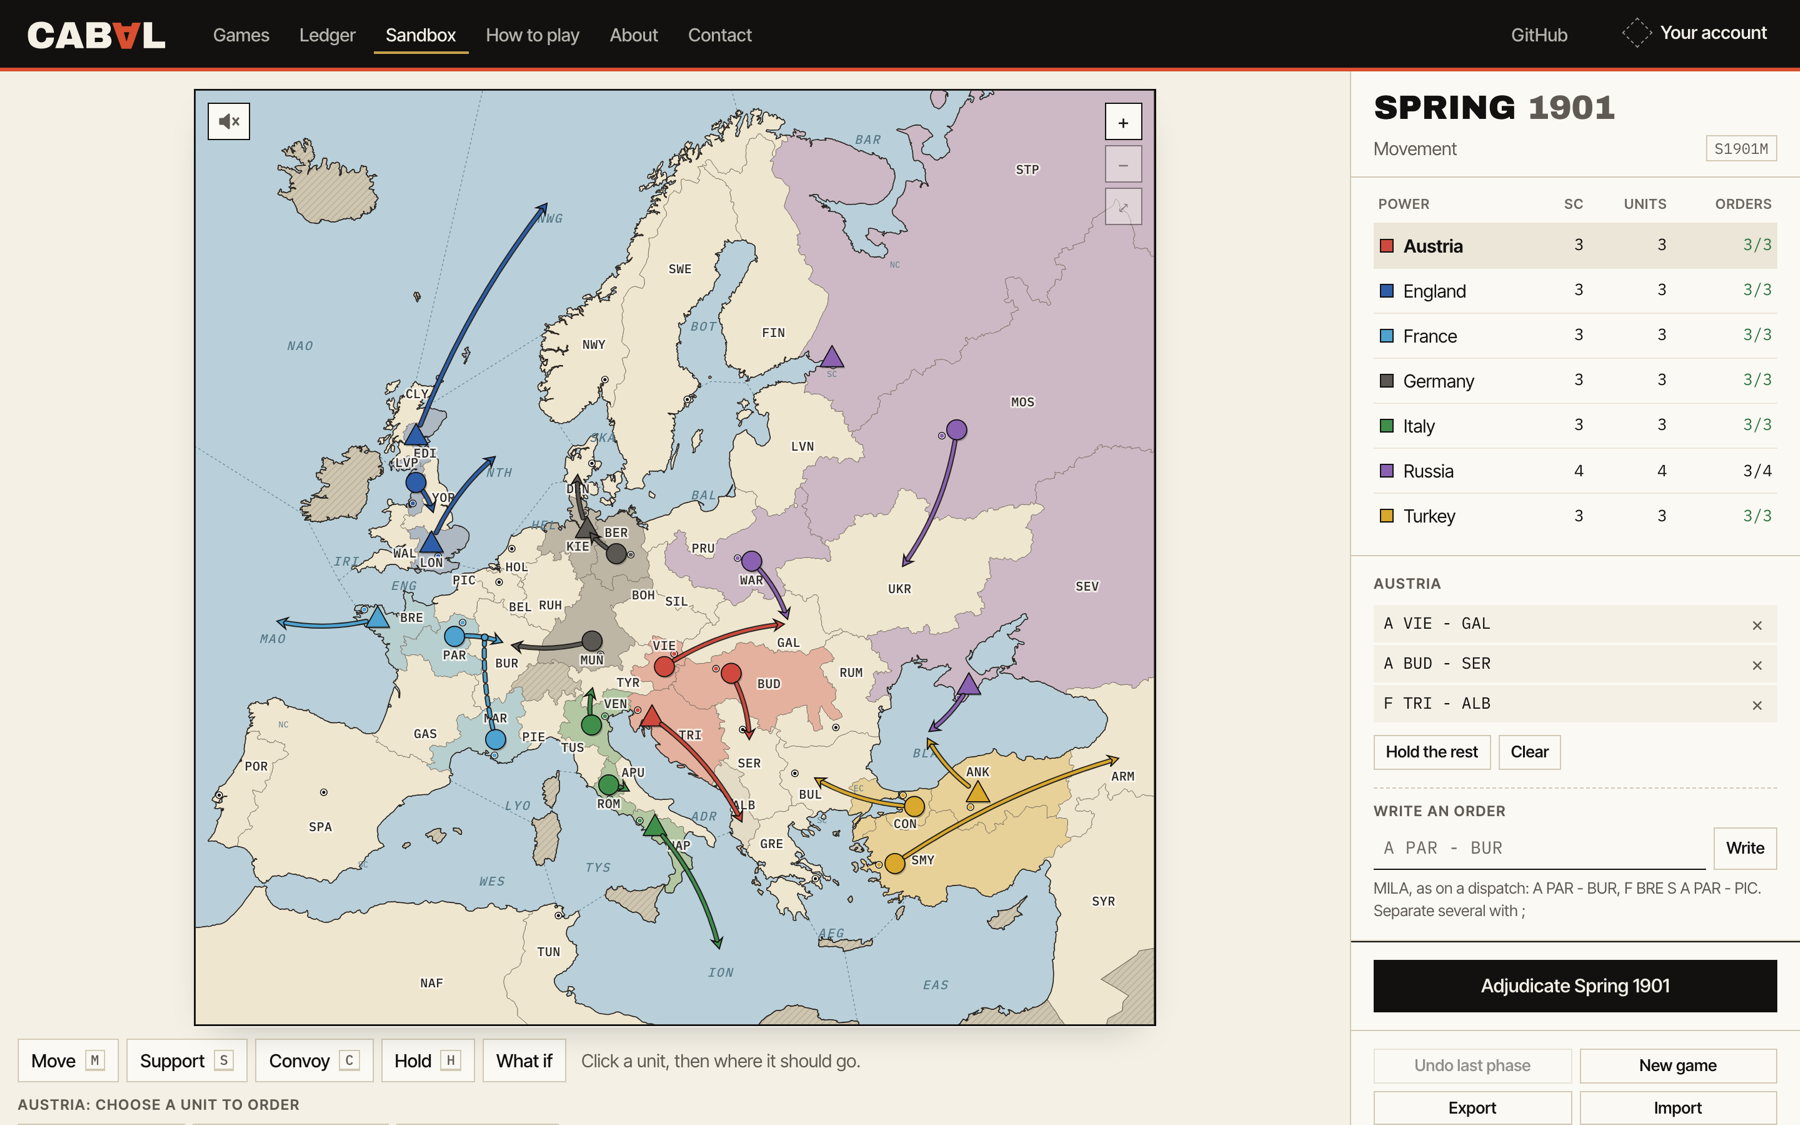 CABAL
Games Ledger Sandbox How to play About Contact
GitHub Your account
SPRING 1901
Movement S1901M
POWER SC UNITS ORDERS
Austria 3 3 3/3
England 3 3 3/3
France 3 3 3/3
Germany 3 3 3/3
Italy 3 3 3/3
Russia 4 4 3/4
Turkey 3 3 3/3
AUSTRIA
A VIE - GAL ×
A BUD - SER ×
F TRI - ALB ×
Hold the rest Clear
WRITE AN ORDER
A PAR - BUR Write
MILA, as on a dispatch: A PAR - BUR, F BRE S A PAR - PIC.
Separate several with ;
Adjudicate Spring 1901
Undo last phase New game
Export Import
+
−
BAR
STP
NWG
NC
SWE
BOT
FIN
NAO
NWY
SC
CLY
MOS
SKA
EDI
LVN
LVP
NTH
YOR
DEN
BAL
HEL
BER
KIE
PRU
WAL
LON
IRI
HOL
WAR
PIC
ENG
UKR
SEV
BOH
SIL
BEL
RUH
BRE
MAO
VIE
GAL
PAR
BUR
MUN
RUM
TYR
BUD
VEN
MAR
NC
GAS
PIE
TUS
TRI
BLA
SER
POR
APU
ANK
ARM
BUL
EC
ROM
LYO
ALB
ADR
CON
SPA
NAP
GRE
SMY
SC
TYS
WES
SYR
AEG
TUN
ION
NAF
EAS
Move M Support S Convoy C Hold H What if Click a unit, then where it should go.
AUSTRIA: CHOOSE A UNIT TO ORDER